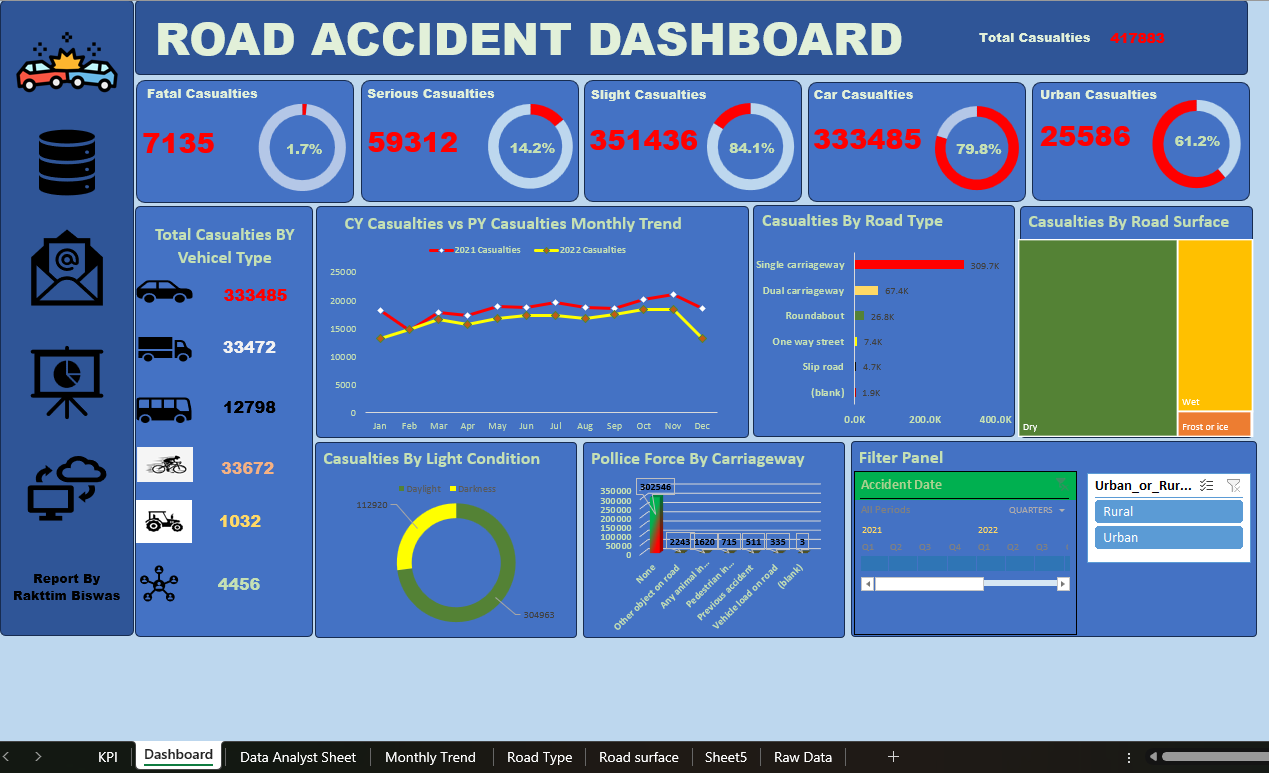 ROAD ACCIDENT DASHBOARD
Total Casualties 417883
Fatal Casualties
7135
1.7%
Serious Casualties
59312
14.2%
Slight Casualties
351436
84.1%
Car Casualties
333485
79.8%
Urban Casualties
25586
61.2%
Total Casualties BY
Vehicel Type
333485
33472
12798
33672
1032
4456
Report By
Rakttim Biswas
CY Casualties vs PY Casualties Monthly Trend
2021 Casualties 2022 Casualties
25000
20000
15000
10000
5000
0
Jan Feb Mar Apr May Jun Jul Aug Sep Oct Nov Dec
Casualties By Road Type
Single carriageway 309.7K
Dual carriageway 67.4K
Roundabout 26.8K
One way street 7.4K
Slip road 4.7K
(blank) 1.9K
0.0K 200.0K 400.0K
Casualties By Road Surface
Dry
Wet
Frost or ice
Casualties By Light Condition
Daylight Darkness
112920
304963
Pollice Force By Carriageway
350000
300000
250000
200000
150000
100000
50000
0
302546
2243 1620 715 511 335 3
None
Other object on road
Any animal in...
Pedestrian in...
Previous accident
Vehicle load on road
(blank)
Filter Panel
Accident Date
All Periods QUARTERS
2021 2022
Q1 Q2 Q3 Q4 Q1 Q2 Q3
Urban_or_Rur...
Rural
Urban
KPI Dashboard Data Analyst Sheet Monthly Trend Road Type Road surface Sheet5 Raw Data